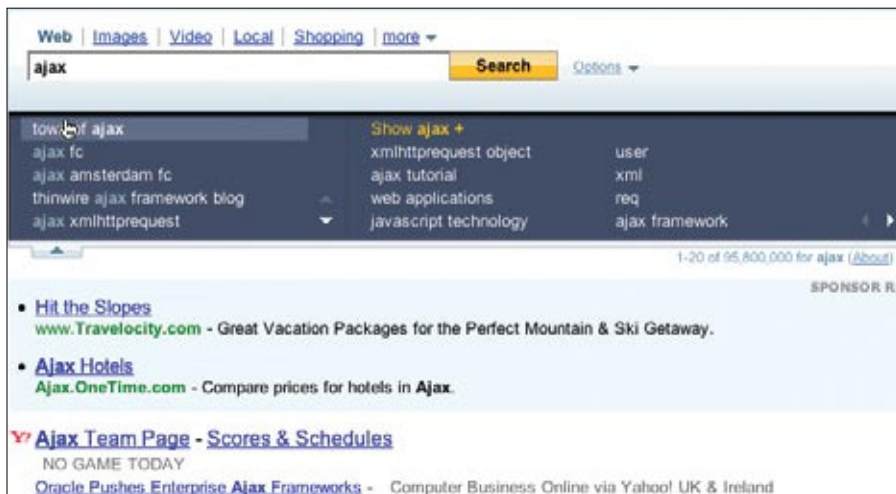 Web | Images | Video | Local | Shopping | more
ajax Search Options
town of ajax
ajax fc
ajax amsterdam fc
thinwire ajax framework blog
ajax xmlhttprequest
Show ajax +
xmlhttprequest object
ajax tutorial
web applications
javascript technology
user
xml
req
ajax framework
1-20 of 95,800,000 for ajax (About)
SPONSOR R
Hit the Slopes
www.Travelocity.com - Great Vacation Packages for the Perfect Mountain & Ski Getaway.
Ajax Hotels
Ajax.OneTime.com - Compare prices for hotels in Ajax.
Y! Ajax Team Page - Scores & Schedules
NO GAME TODAY
Oracle Pushes Enterprise Ajax Frameworks - Computer Business Online via Yahoo! UK & Ireland